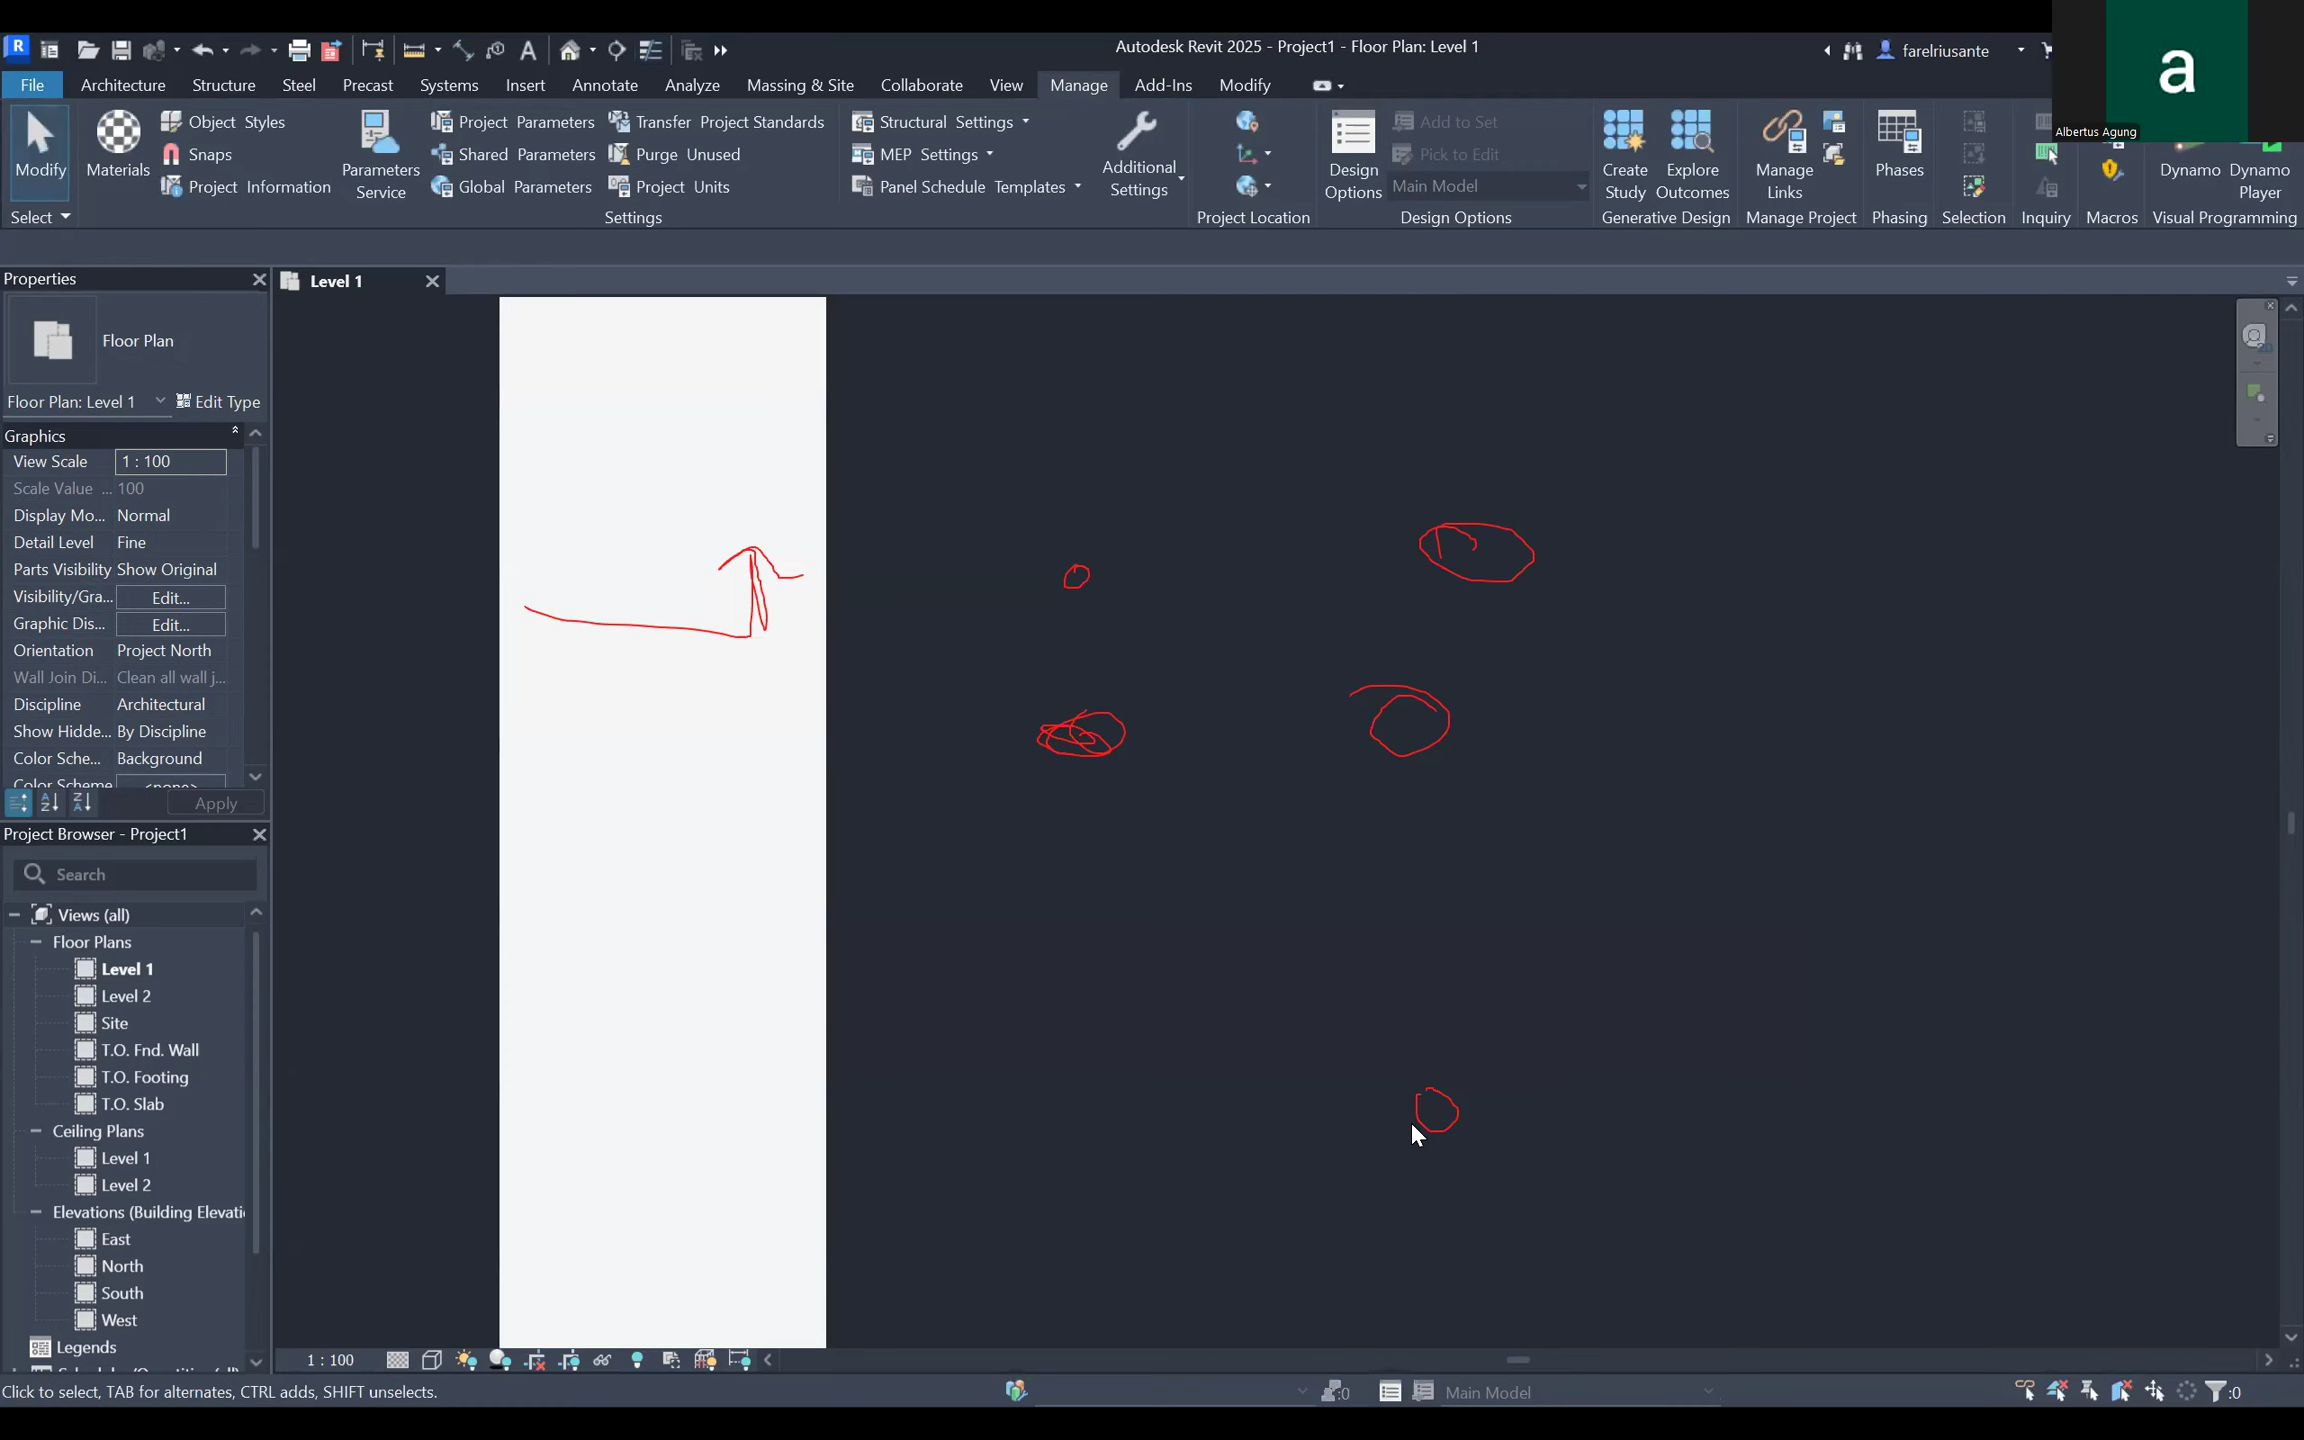 R
A
Autodesk Revit 2025 - Project1 - Floor Plan: Level 1
farelriusante
a
Albertus Agung
File Architecture Structure Steel Precast Systems Insert Annotate Analyze Massing & Site Collaborate View Manage Add-Ins Modify
Modify
Materials
Object Styles
Snaps
Project Information
Parameters
Service
Project Parameters
Shared Parameters
Global Parameters
Transfer Project Standards
Purge Unused
Project Units
Structural Settings
MEP Settings
Panel Schedule Templates
Additional
Settings
Design
Options
Add to Set
Pick to Edit
Main Model
Create
Study
Explore
Outcomes
Manage
Links
Phases
Dynamo
Dynamo
Player
Select
Settings
Project Location
Design Options
Generative Design
Manage Project
Phasing
Selection
Inquiry
Macros
Visual Programming
Properties
Level 1
Floor Plan
Floor Plan: Level 1
Edit Type
Graphics
View Scale 1 : 100
Scale Value ... 100
Display Mo... Normal
Detail Level Fine
Parts Visibility Show Original
Visibility/Gra... Edit...
Graphic Dis... Edit...
Orientation Project North
Wall Join Di... Clean all wall j...
Discipline Architectural
Show Hidde... By Discipline
Color Sche... Background
Color Scheme <none>
Apply
Project Browser - Project1
Search
Views (all)
Floor Plans
Level 1
Level 2
Site
T.O. Fnd. Wall
T.O. Footing
T.O. Slab
Ceiling Plans
Level 1
Level 2
Elevations (Building Elevati
East
North
South
West
Legends
1 : 100
Click to select, TAB for alternates, CTRL adds, SHIFT unselects.
:0
Main Model
:0